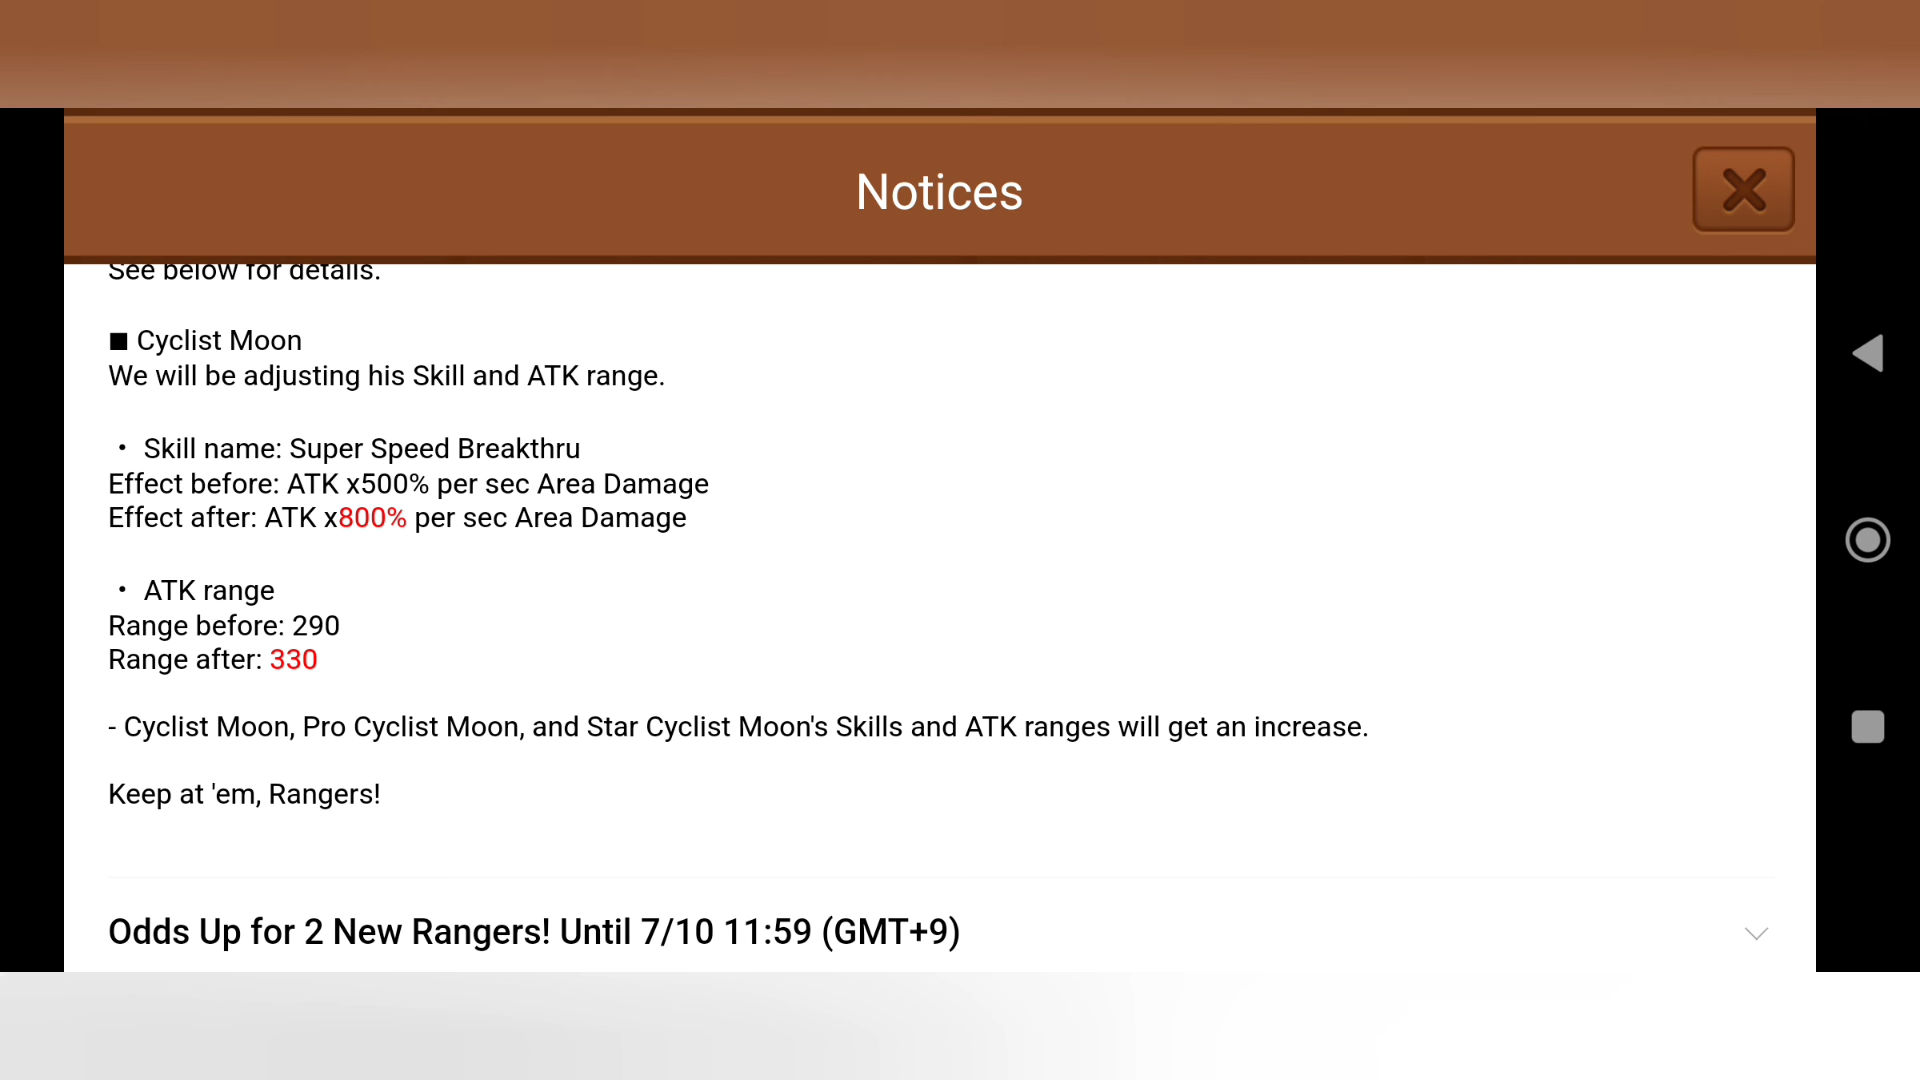 Notices
See below for details.
■ Cyclist Moon
We will be adjusting his Skill and ATK range.
・ Skill name: Super Speed Breakthru
Effect before: ATK x500% per sec Area Damage
Effect after: ATK x800% per sec Area Damage
・ ATK range
Range before: 290
Range after: 330
- Cyclist Moon, Pro Cyclist Moon, and Star Cyclist Moon's Skills and ATK ranges will get an increase.
Keep at 'em, Rangers!
Odds Up for 2 New Rangers! Until 7/10 11:59 (GMT+9)